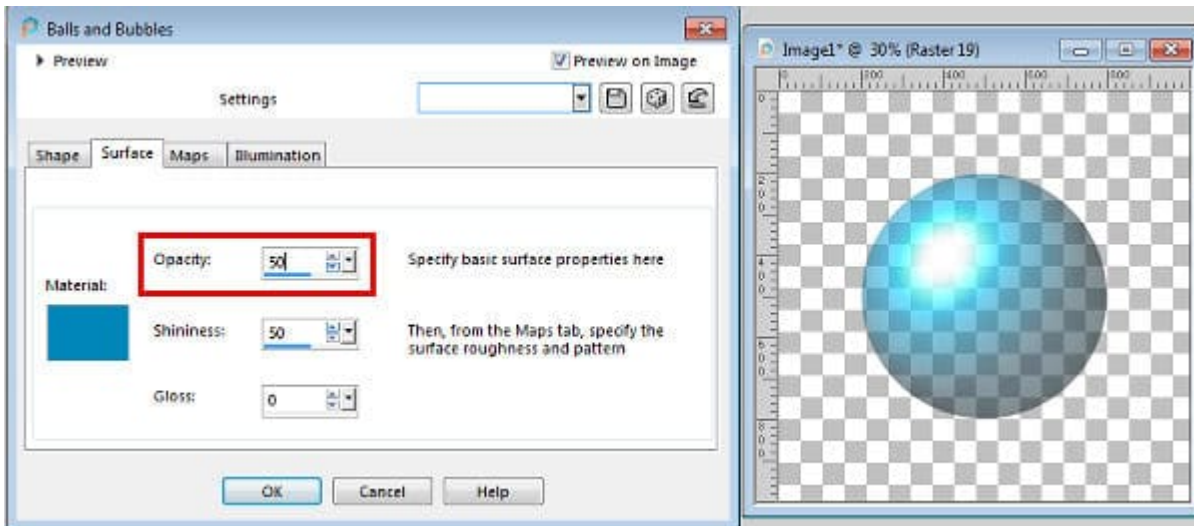 Balls and Bubbles
Preview
Preview on Image
Settings
Shape Surface Maps Illumination
Opacity: 50 Specify basic surface properties here
Material:
Shininess: 50 Then, from the Maps tab, specify the
surface roughness and pattern
Gloss: 0
OK Cancel Help
Image1* @ 30% (Raster 19)